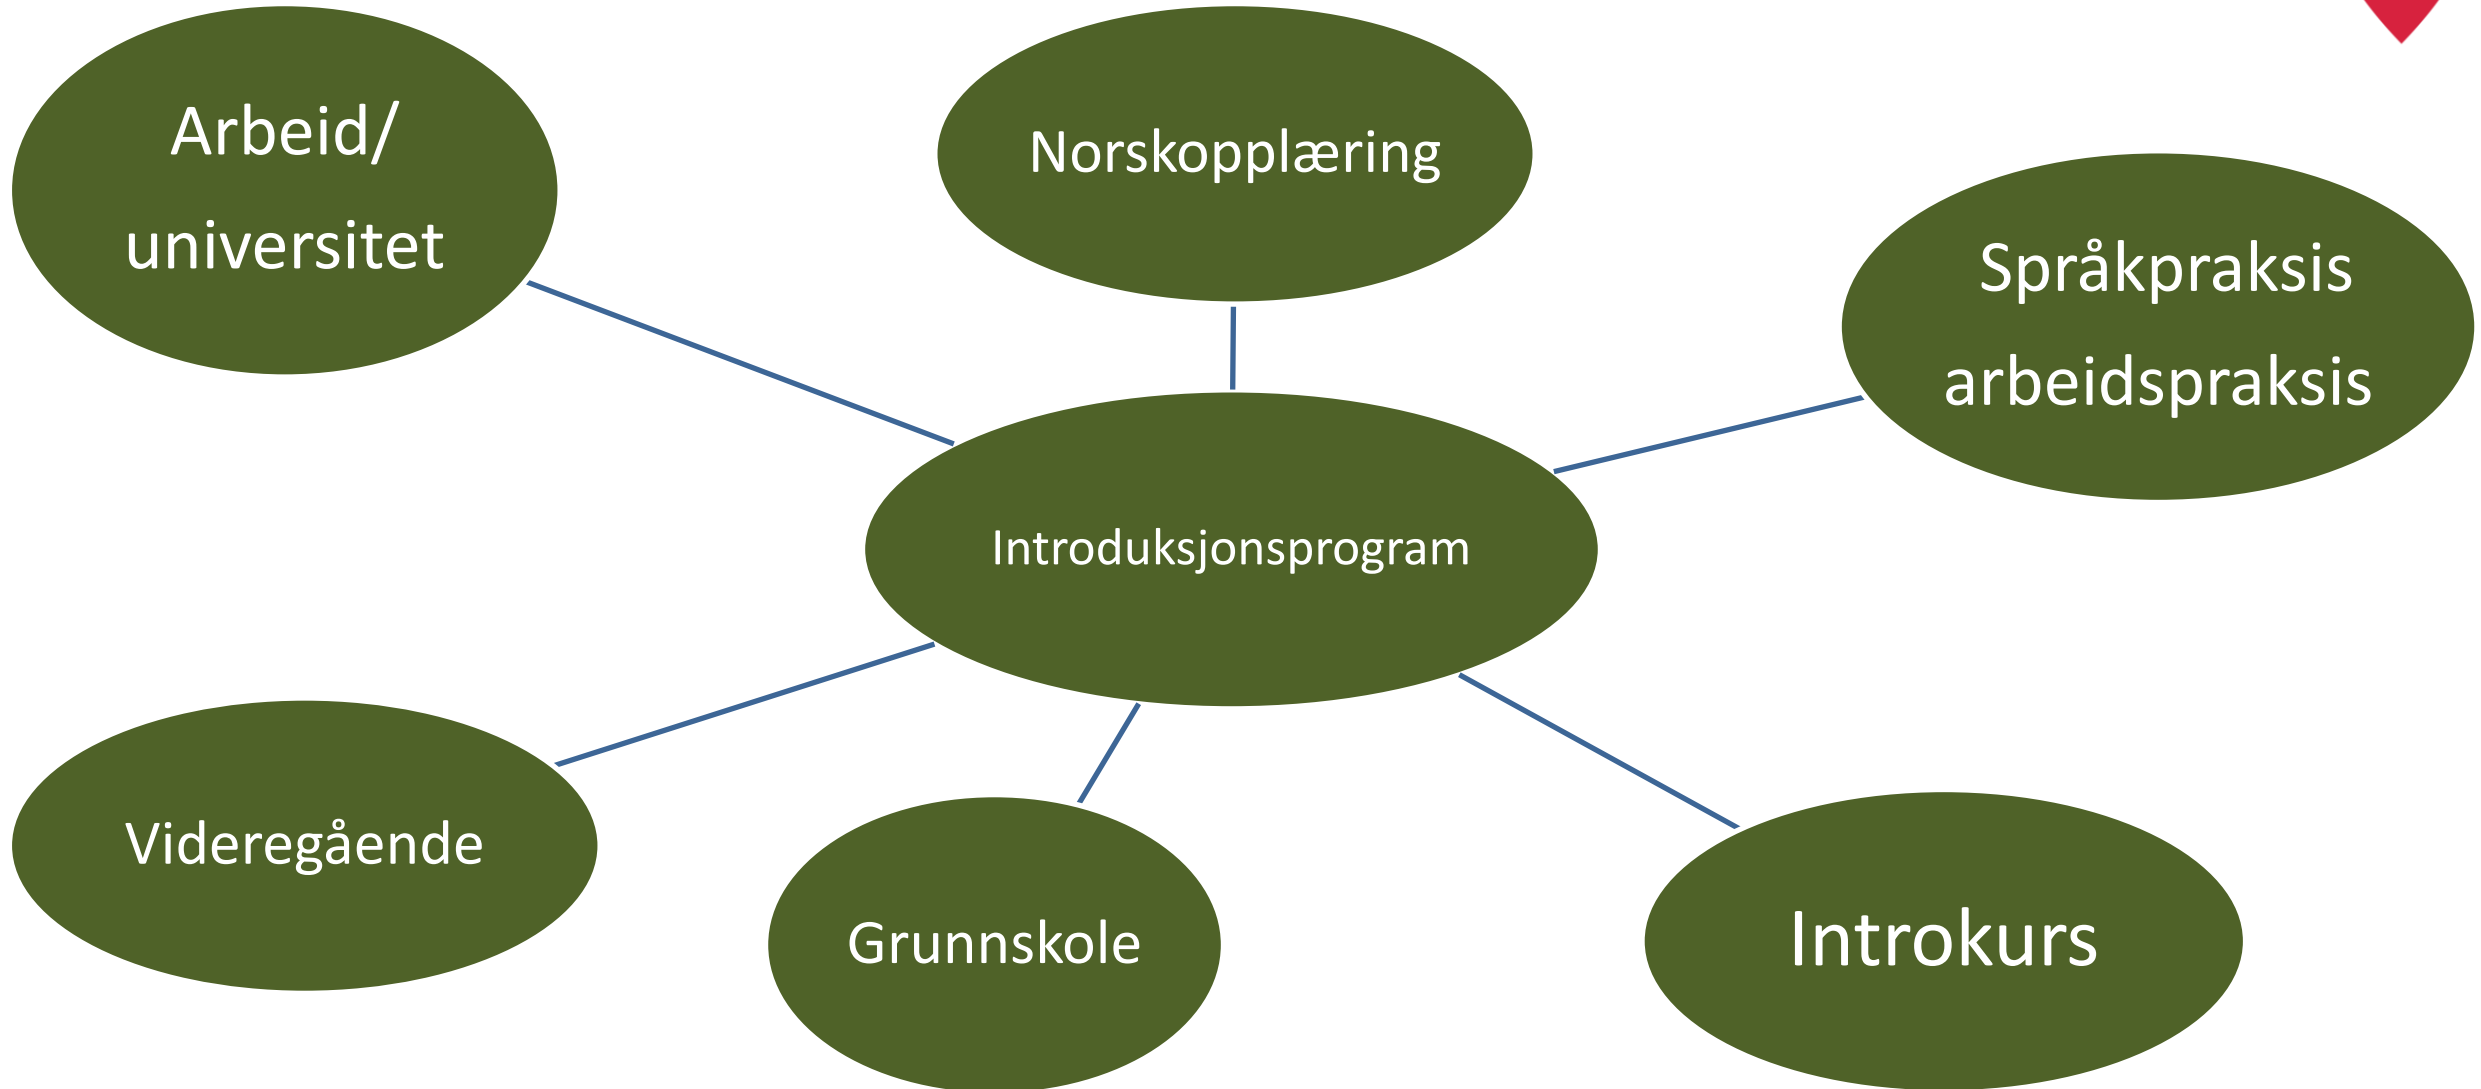 Arbeid/
universitet
Norskopplæring
Språkpraksis
arbeidspraksis
Introduksjonsprogram
Videregående
Grunnskole
Introkurs